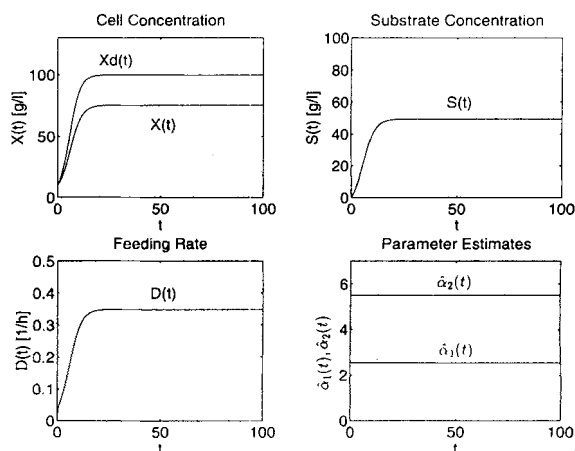 Cell Concentration
X(t) [g/l]
100
50
0
Xd(t)
X(t)
0
50
100
t
Substrate Concentration
S(t) [g/l]
100
80
60
40
20
0
S(t)
0
50
100
t
Feeding Rate
D(t) [1/h]
0.5
0.4
0.3
0.2
0.1
0
D(t)
0
50
100
t
Parameter Estimates
α̂₁(t), α̂₂(t)
6
4
2
0
α̂₂(t)
α̂₁(t)
0
50
100
t